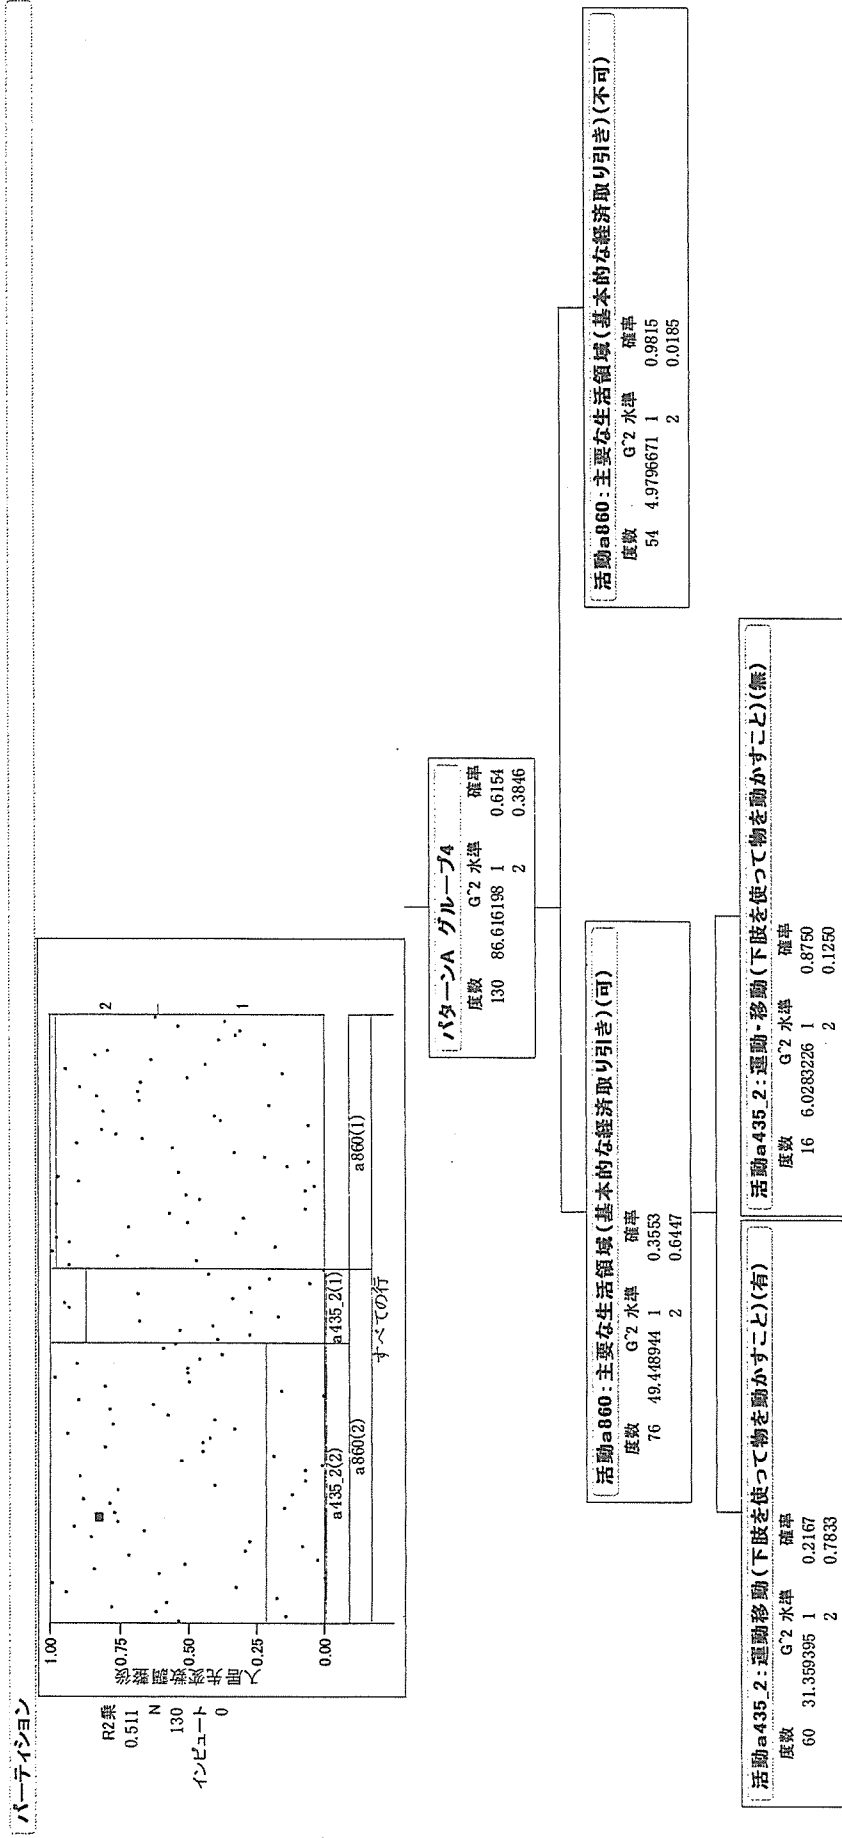 パーティション
1.00
0.75
0.50
0.25
0.00
入居先変数調整後
2
1
a435_2(2)
a435_2(1)
a860(2)
a860(1)
すべての行
R2乗
0.511
N
130
インピュート
0
パターンA グループ4
度数 G^2 水準 確率
130 86.616198 1 0.6154
2 0.3846
活動a860:主要な生活領域(基本的な経済取り引き)(可)
度数 G^2 水準 確率
76 49.448944 1 0.3553
2 0.6447
活動a860:主要な生活領域(基本的な経済取り引き)(不可)
度数 G^2 水準 確率
54 4.9796671 1 0.9815
2 0.0185
活動a435_2:運動移動(下肢を使って物を動かすこと)(有)
度数 G^2 水準 確率
60 31.359395 1 0.2167
2 0.7833
活動a435_2:運動・移動(下肢を使って物を動かすこと)(無)
度数 G^2 水準 確率
16 6.0283226 1 0.8750
2 0.1250